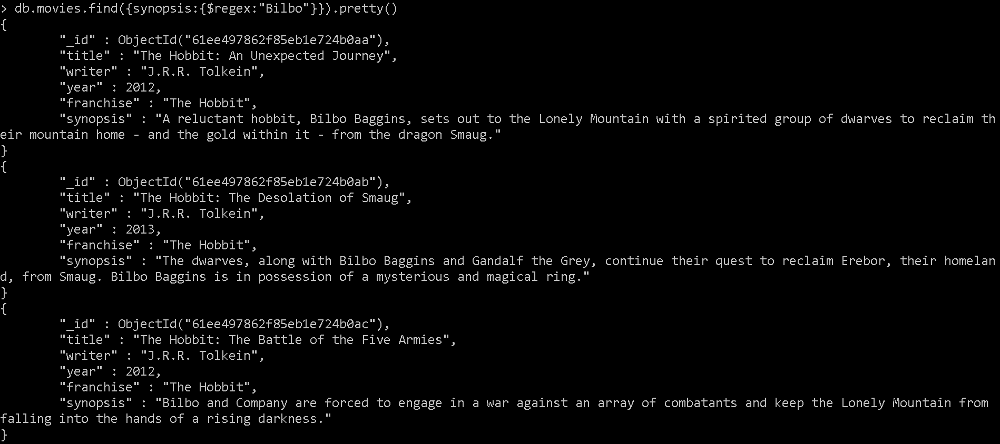 > db.movies.find({synopsis:{$regex:"Bilbo"}}).pretty()
{
        "_id" : ObjectId("61ee497862f85eb1e724b0aa"),
        "title" : "The Hobbit: An Unexpected Journey",
        "writer" : "J.R.R. Tolkein",
        "year" : 2012,
        "franchise" : "The Hobbit",
        "synopsis" : "A reluctant hobbit, Bilbo Baggins, sets out to the Lonely Mountain with a spirited group of dwarves to reclaim th
eir mountain home - and the gold within it - from the dragon Smaug."
}
{
        "_id" : ObjectId("61ee497862f85eb1e724b0ab"),
        "title" : "The Hobbit: The Desolation of Smaug",
        "writer" : "J.R.R. Tolkein",
        "year" : 2013,
        "franchise" : "The Hobbit",
        "synopsis" : "The dwarves, along with Bilbo Baggins and Gandalf the Grey, continue their quest to reclaim Erebor, their homelan
d, from Smaug. Bilbo Baggins is in possession of a mysterious and magical ring."
}
{
        "_id" : ObjectId("61ee497862f85eb1e724b0ac"),
        "title" : "The Hobbit: The Battle of the Five Armies",
        "writer" : "J.R.R. Tolkein",
        "year" : 2012,
        "franchise" : "The Hobbit",
        "synopsis" : "Bilbo and Company are forced to engage in a war against an array of combatants and keep the Lonely Mountain from
falling into the hands of a rising darkness."
}